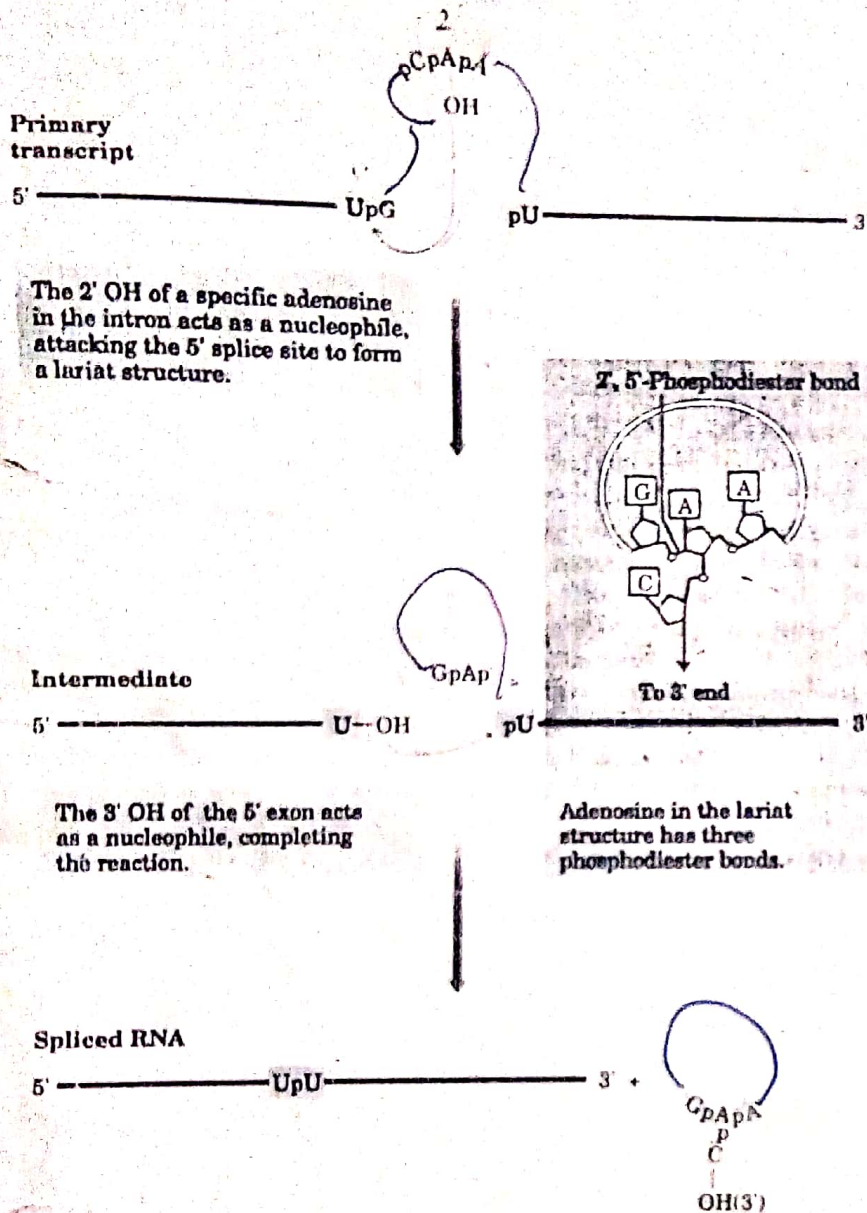 2
pCpApA
OH
Primary
transcript
5'
UpG
pU
3
The 2' OH of a specific adenosine
in the intron acts as a nucleophile,
attacking the 5' splice site to form
a lariat structure.
2', 5'-Phosphodiester bond
G
A
A
C
To 3' end
GpAp
Intermediate
5'
U
OH
pU
3'
The 3' OH of the 5' exon acts
as a nucleophile, completing
the reaction.
Adenosine in the lariat
structure has three
phosphodiester bonds.
Spliced RNA
5'
UpU
3'
+
GpApA
p
C
OH(3')